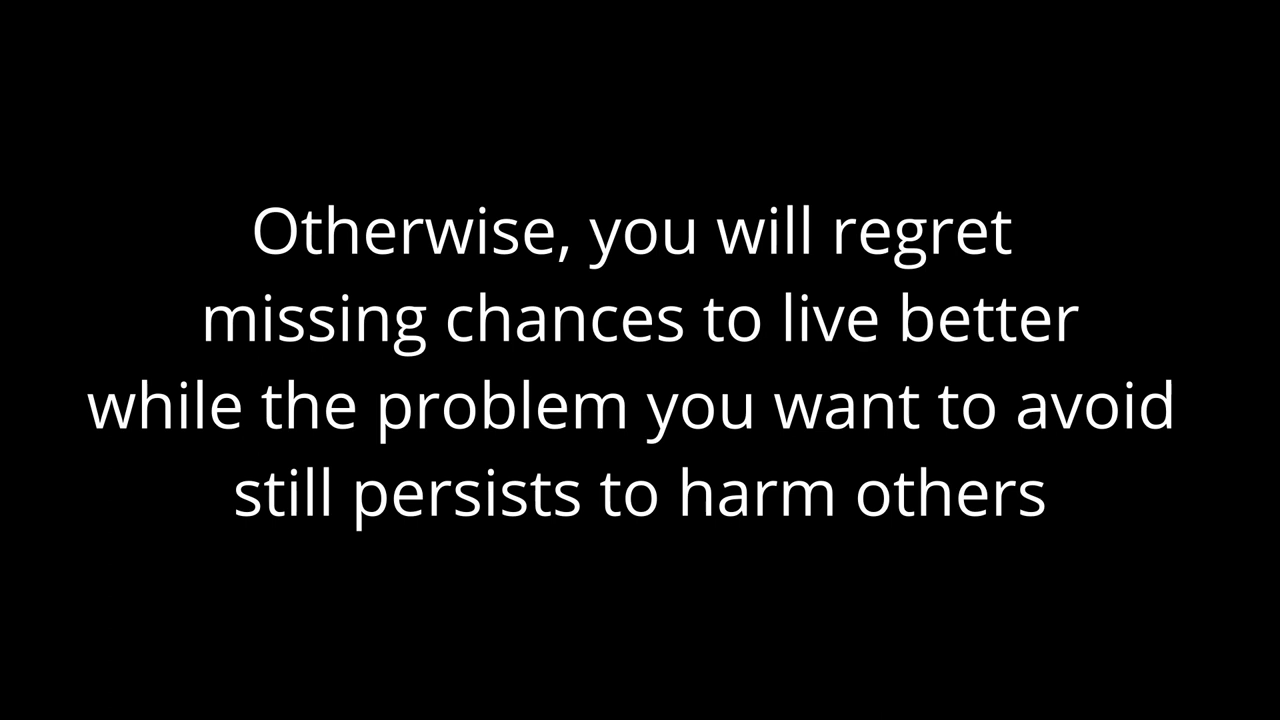 Otherwise, you will regret
missing chances to live better
while the problem you want to avoid
still persists to harm others